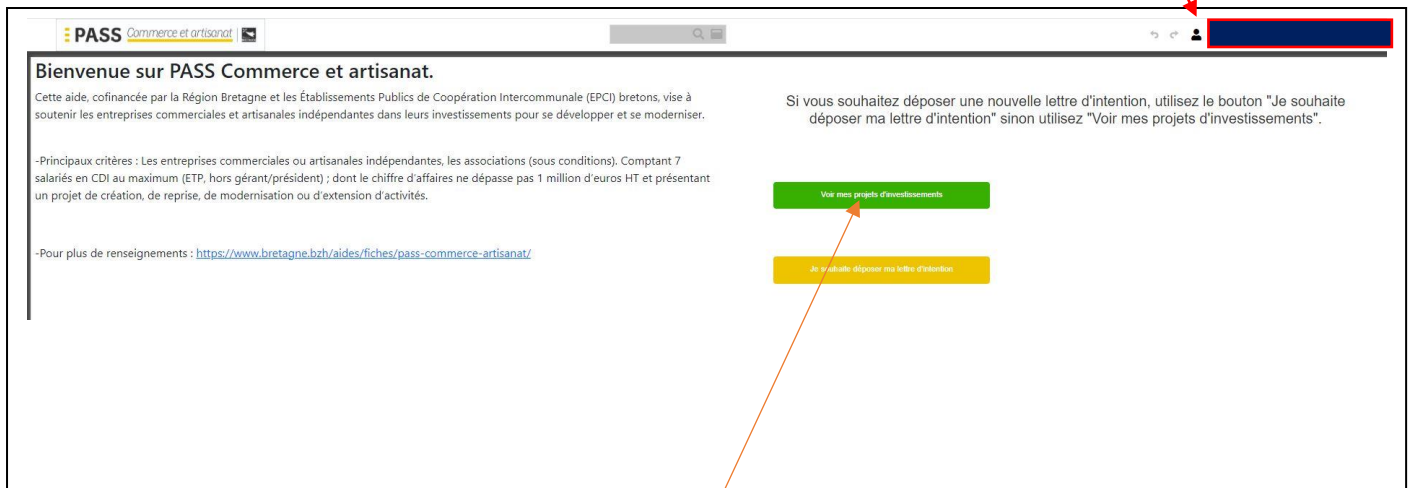 PASS Commerce et artisanat
Bienvenue sur PASS Commerce et artisanat.
Cette aide, cofinancée par la Région Bretagne et les Établissements Publics de Coopération Intercommunale (EPCI) bretons, vise à
soutenir les entreprises commerciales et artisanales indépendantes dans leurs investissements pour se développer et se moderniser.
-Principaux critères : Les entreprises commerciales ou artisanales indépendantes, les associations (sous conditions). Comptant 7
salariés en CDI au maximum (ETP, hors gérant/président) ; dont le chiffre d'affaires ne dépasse pas 1 million d'euros HT et présentant
un projet de création, de reprise, de modernisation ou d'extension d'activités.
-Pour plus de renseignements : https://www.bretagne.bzh/aides/fiches/pass-commerce-artisanat/
Si vous souhaitez déposer une nouvelle lettre d'intention, utilisez le bouton "Je souhaite
déposer ma lettre d'intention" sinon utilisez "Voir mes projets d'investissements".
Voir mes projets d'investissements
Je souhaite déposer ma lettre d'intention